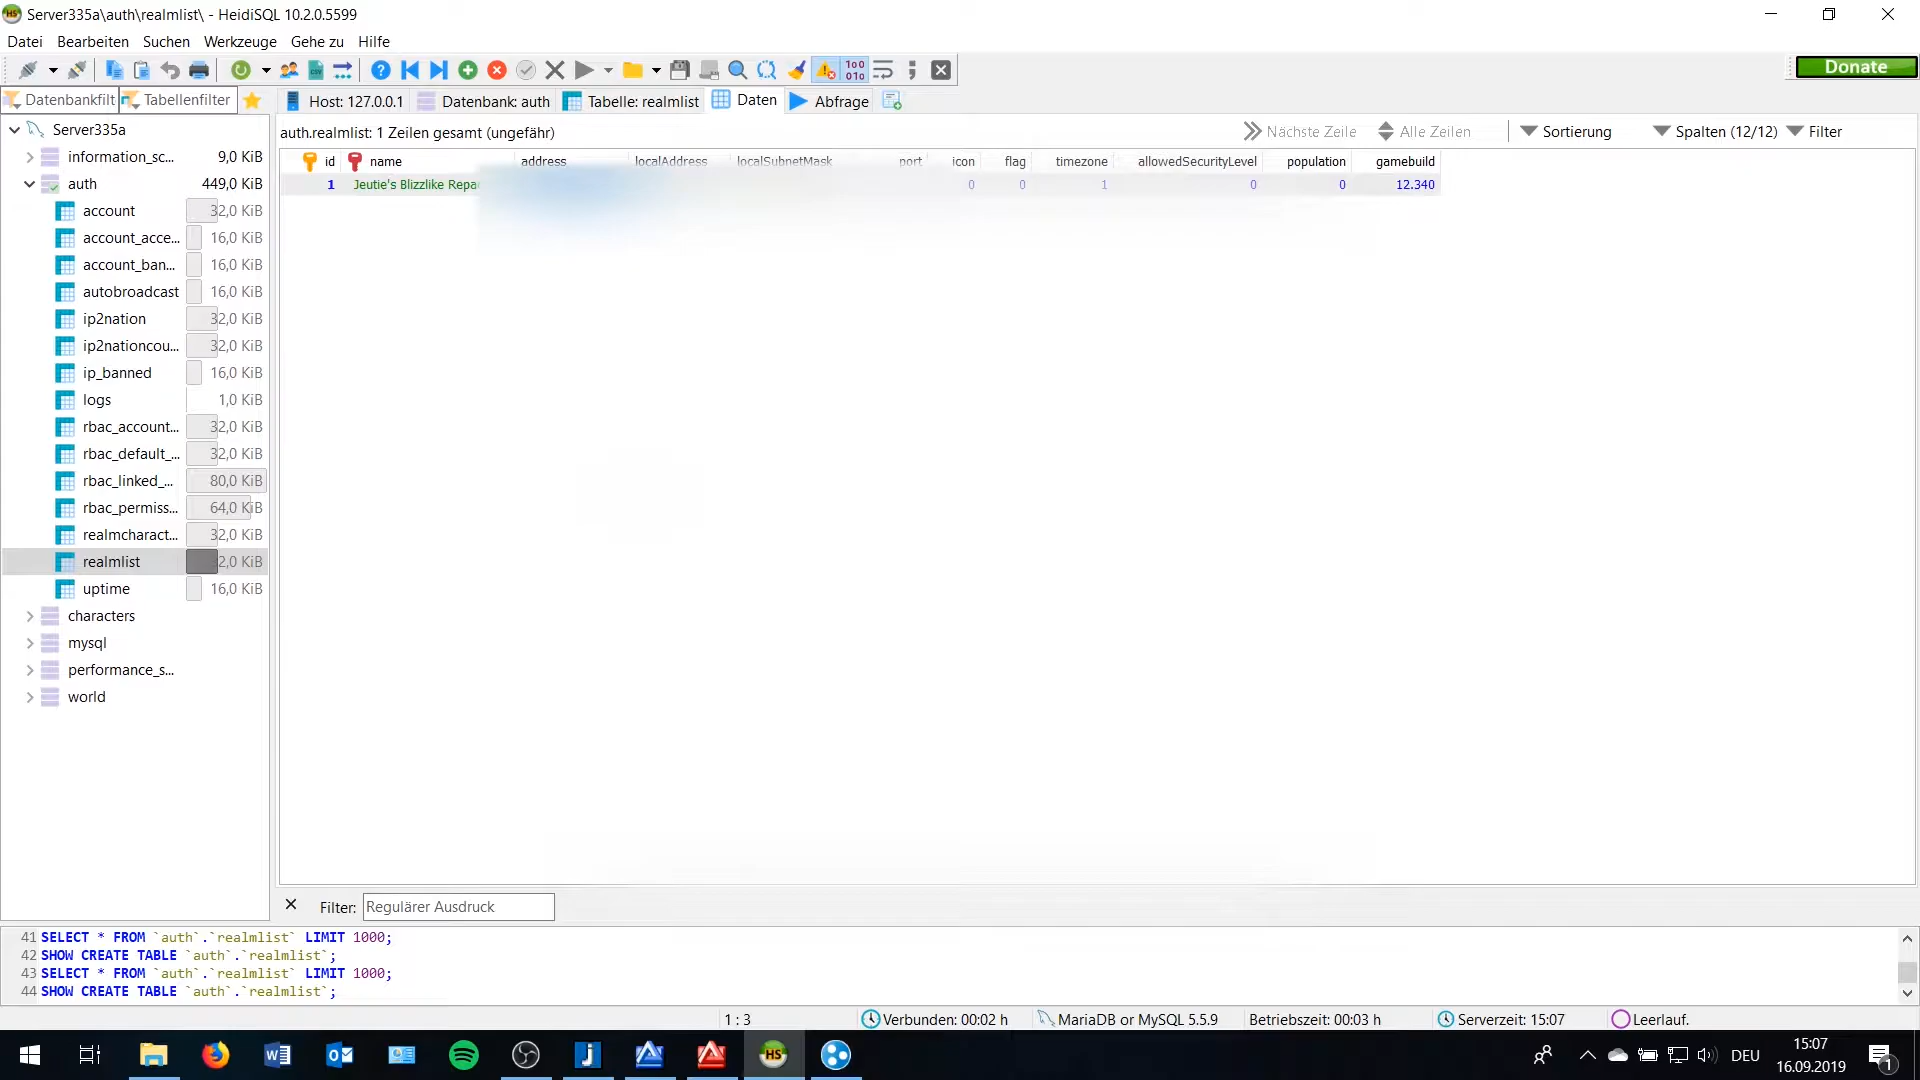 Server335a\auth\realmlist\ - HeidiSQL 10.2.0.5599
Datei Bearbeiten Suchen Werkzeuge Gehe zu Hilfe
Donate
Datenbankfilt Tabellenfilter
Host: 127.0.0.1 Datenbank: auth Tabelle: realmlist Daten Abfrage
Server335a
information_sc... 9,0 KiB
auth 449,0 KiB
account 32,0 KiB
account_acce... 16,0 KiB
account_ban... 16,0 KiB
autobroadcast 16,0 KiB
ip2nation 32,0 KiB
ip2nationcou... 32,0 KiB
ip_banned 16,0 KiB
logs 1,0 KiB
rbac_account... 32,0 KiB
rbac_default_... 32,0 KiB
rbac_linked_... 80,0 KiB
rbac_permiss... 64,0 KiB
realmcharact... 32,0 KiB
realmlist 2,0 KiB
uptime 16,0 KiB
characters
mysql
performance_s...
world
auth.realmlist: 1 Zeilen gesamt (ungefähr) Nächste Zeile Alle Zeilen Sortierung Spalten (12/12) Filter
id name address localAddress localSubnetMask port icon flag timezone allowedSecurityLevel population gamebuild
1 Jeutie's Blizzlike Repa 0 0 1 0 0 12.340
Filter: Regulärer Ausdruck
41 SELECT * FROM `auth`.`realmlist` LIMIT 1000;
42 SHOW CREATE TABLE `auth`.`realmlist`;
43 SELECT * FROM `auth`.`realmlist` LIMIT 1000;
44 SHOW CREATE TABLE `auth`.`realmlist`;
1 : 3 Verbunden: 00:02 h MariaDB or MySQL 5.5.9 Betriebszeit: 00:03 h Serverzeit: 15:07 Leerlauf.
DEU
15:07
16.09.2019
1